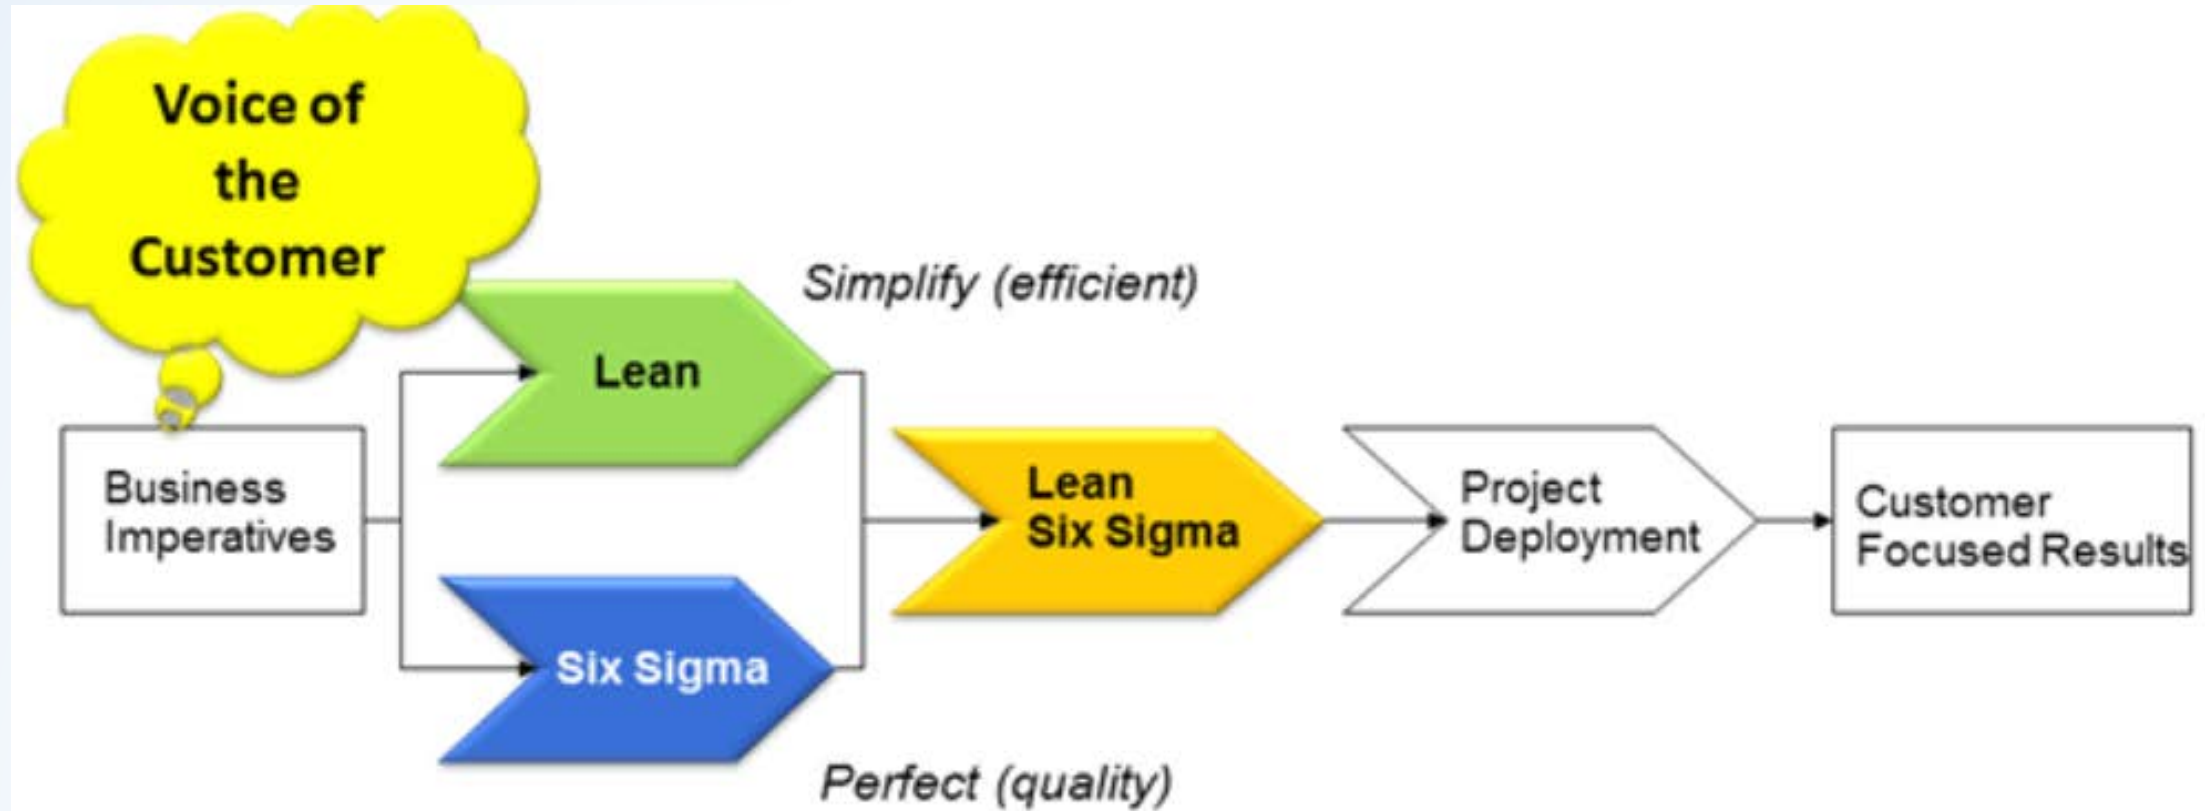 Voice of
the
Customer
Simplify (efficient)
Lean
Business
Imperatives
Lean
Six Sigma
Project
Deployment
Customer
Focused Results
Six Sigma
Perfect (quality)